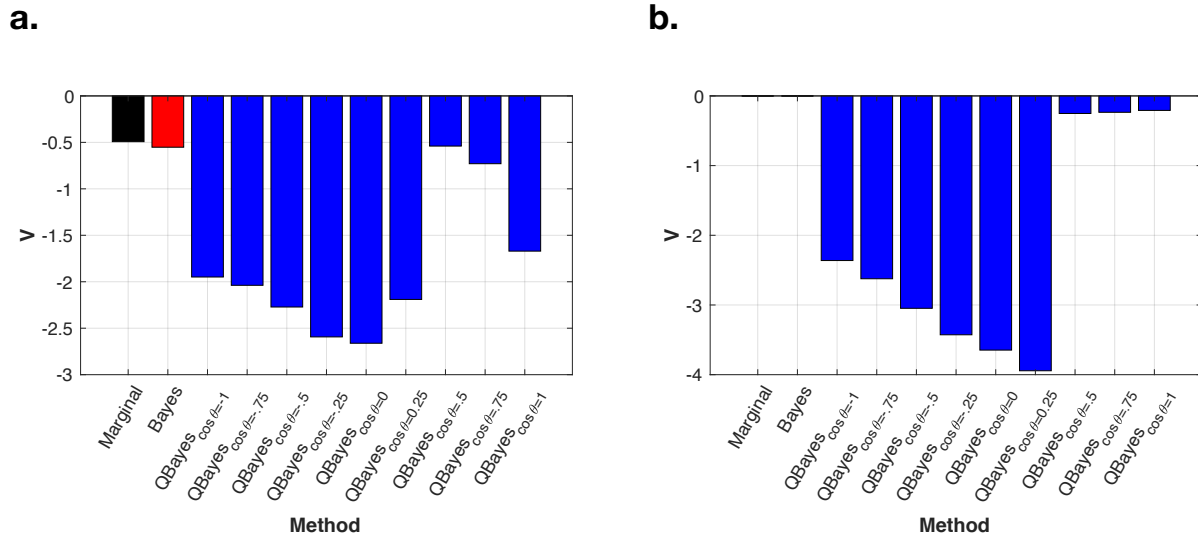 a.
0
-0.5
-1
-1.5
-2
-2.5
-3
V
Marginal
Bayes
QBayes cos θ=-1
QBayes cos θ=-.75
QBayes cos θ=-.5
QBayes cos θ=-.25
QBayes cos θ=0
QBayes cos θ=0.25
QBayes cos θ=.5
QBayes cos θ=.75
QBayes cos θ=1
Method
b.
0
-1
-2
-3
-4
V
Marginal
Bayes
QBayes cos θ=-1
QBayes cos θ=-.75
QBayes cos θ=-.5
QBayes cos θ=-.25
QBayes cos θ=0
QBayes cos θ=0.25
QBayes cos θ=.5
QBayes cos θ=.75
QBayes cos θ=1
Method